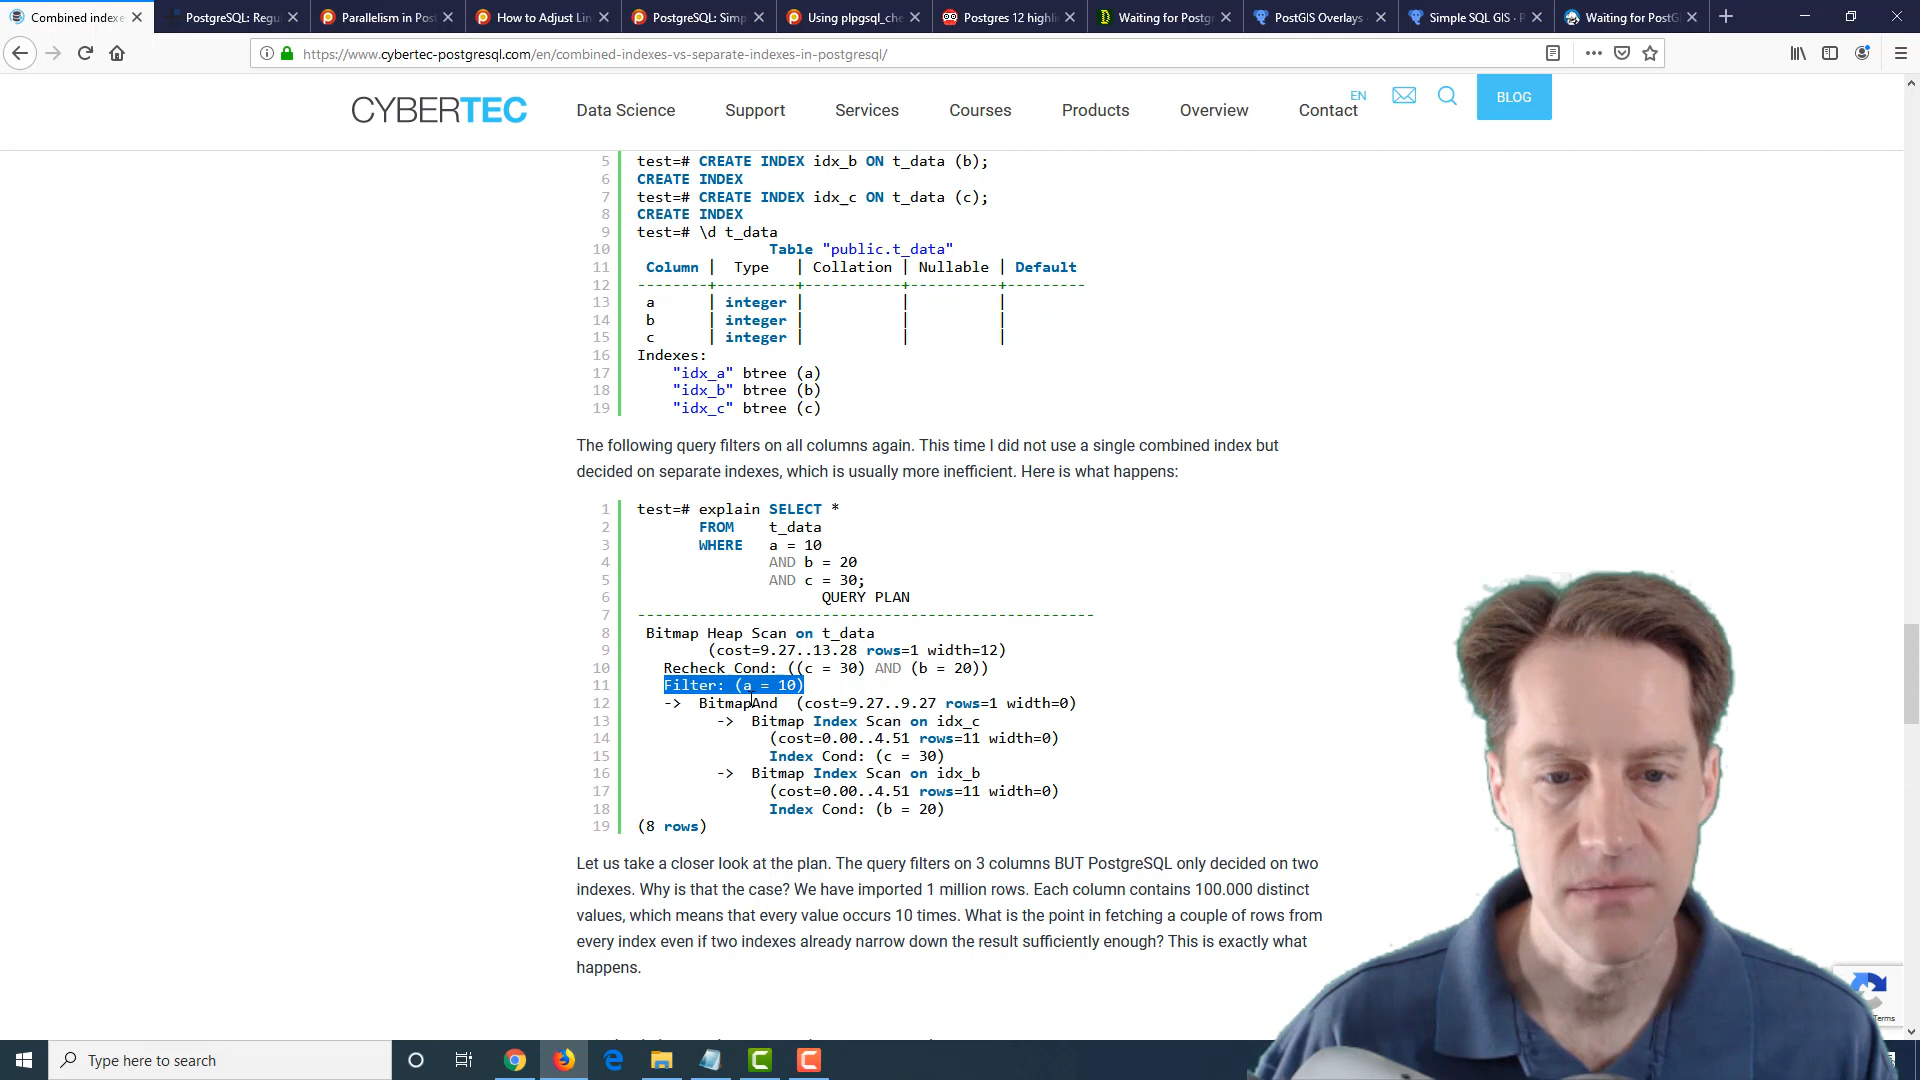 Combined indexe
PostgreSQL: Regu
Parallelism in Pos
How to Adjust Lin
PostgreSQL: Simp
Using plpgsql_che
Postgres 12 highli
Waiting for Postgr
PostGIS Overlays
Simple SQL GIS · P
Waiting for PostG
https://www.cybertec-postgresql.com/en/combined-indexes-vs-separate-indexes-in-postgresql/
CYBERTEC
Data Science
Support
Services
Courses
Products
Overview
Contact
EN
BLOG
5 test=# CREATE INDEX idx_b ON t_data (b);
6 CREATE INDEX
7 test=# CREATE INDEX idx_c ON t_data (c);
8 CREATE INDEX
9 test=# \d t_data
10 Table "public.t_data"
11 Column | Type | Collation | Nullable | Default
12 --------+---------+-----------+----------+---------
13 a | integer | | |
14 b | integer | | |
15 c | integer | | |
16 Indexes:
17 "idx_a" btree (a)
18 "idx_b" btree (b)
19 "idx_c" btree (c)
The following query filters on all columns again. This time I did not use a single combined index but
decided on separate indexes, which is usually more inefficient. Here is what happens:
1 test=# explain SELECT *
2 FROM t_data
3 WHERE a = 10
4 AND b = 20
5 AND c = 30;
6 QUERY PLAN
7 ----------------------------------------------------
8 Bitmap Heap Scan on t_data
9 (cost=9.27..13.28 rows=1 width=12)
10 Recheck Cond: ((c = 30) AND (b = 20))
11 Filter: (a = 10)
12 -> BitmapAnd (cost=9.27..9.27 rows=1 width=0)
13 -> Bitmap Index Scan on idx_c
14 (cost=0.00..4.51 rows=11 width=0)
15 Index Cond: (c = 30)
16 -> Bitmap Index Scan on idx_b
17 (cost=0.00..4.51 rows=11 width=0)
18 Index Cond: (b = 20)
19 (8 rows)
Let us take a closer look at the plan. The query filters on 3 columns BUT PostgreSQL only decided on two
indexes. Why is that the case? We have imported 1 million rows. Each column contains 100.000 distinct
values, which means that every value occurs 10 times. What is the point in fetching a couple of rows from
every index even if two indexes already narrow down the result sufficiently enough? This is exactly what
happens.
Terms
Type here to search